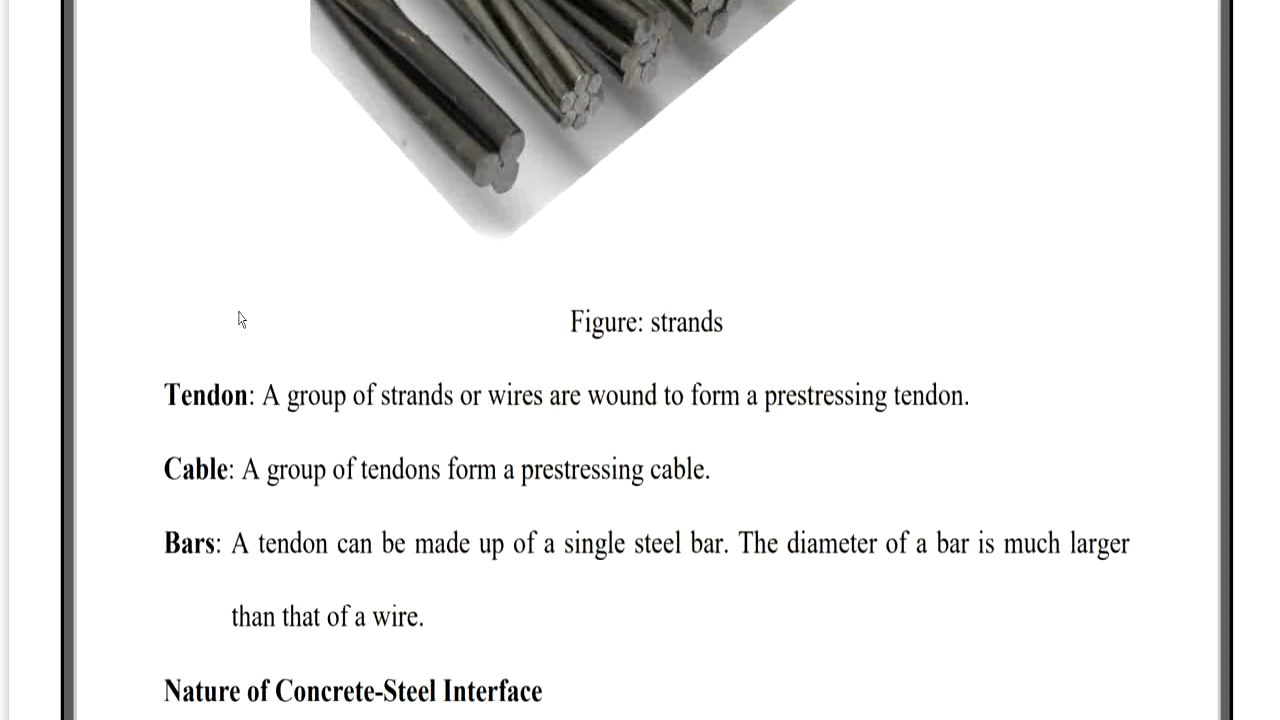 Figure: strands
Tendon: A group of strands or wires are wound to form a prestressing tendon.
Cable: A group of tendons form a prestressing cable.
Bars: A tendon can be made up of a single steel bar. The diameter of a bar is much larger
than that of a wire.
Nature of Concrete-Steel Interface